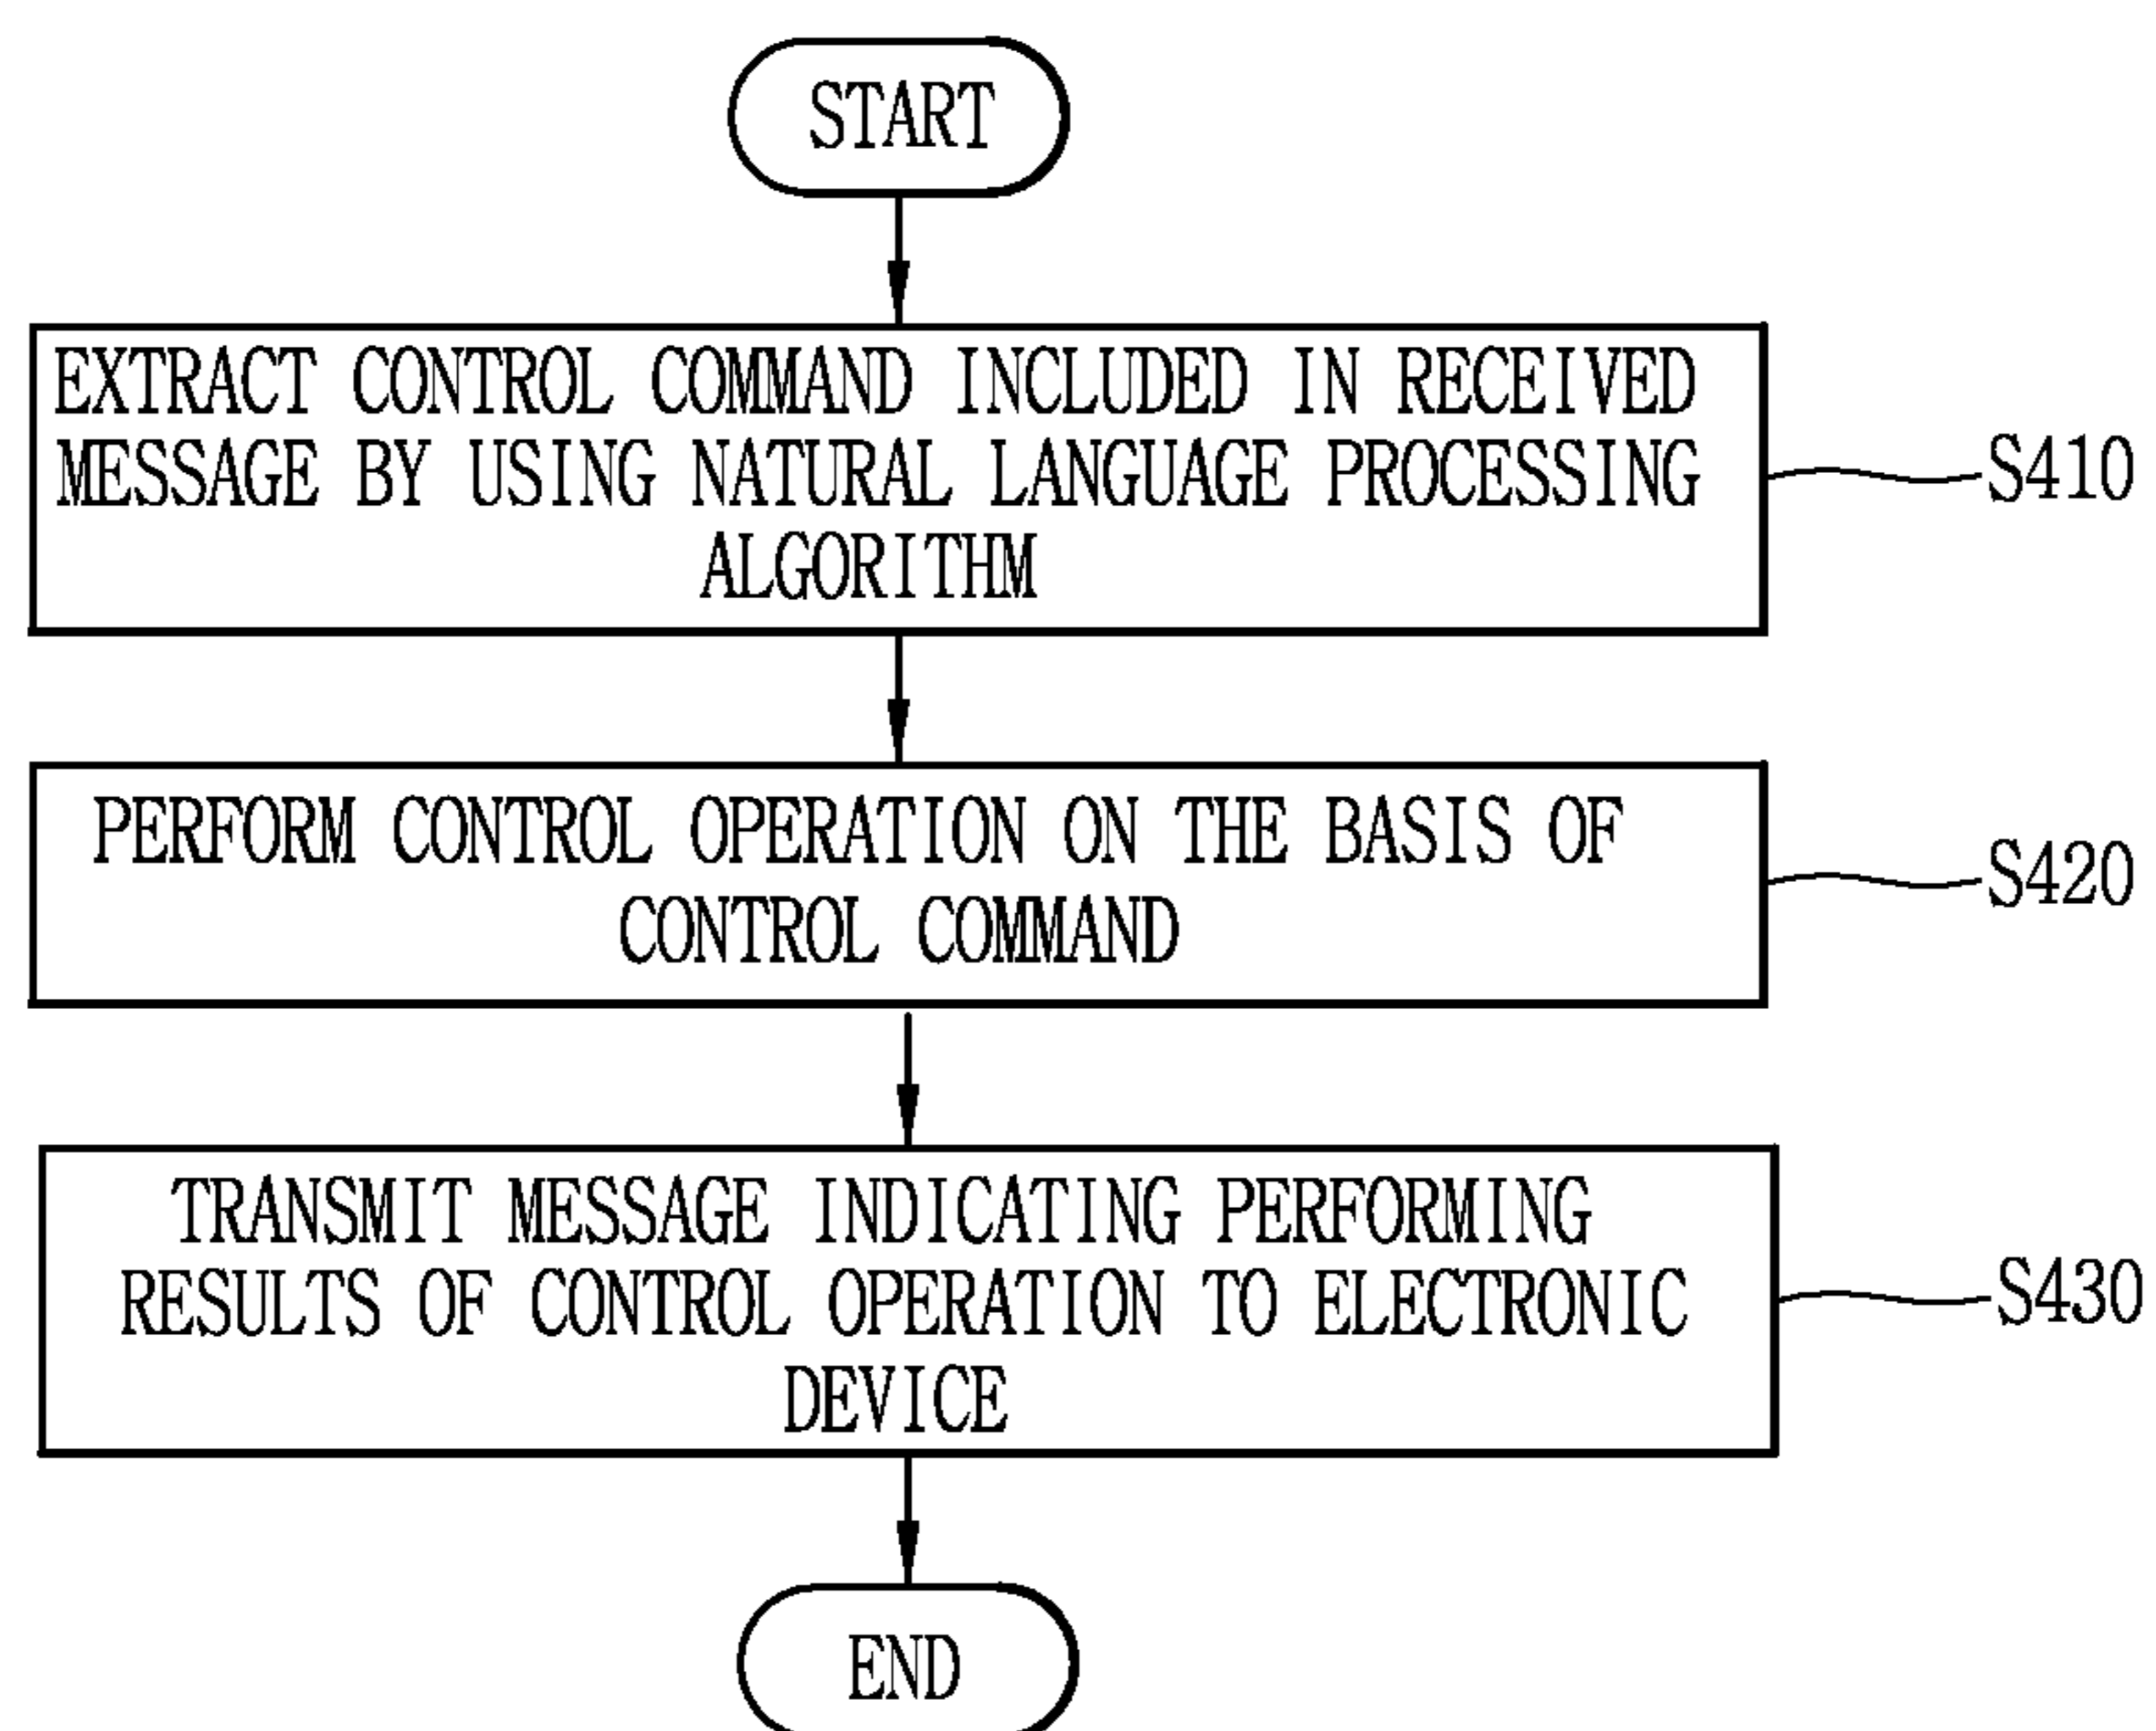 START
EXTRACT CONTROL COMMAND INCLUDED IN RECEIVED
MESSAGE BY USING NATURAL LANGUAGE PROCESSING
ALGORITHM
S410
PERFORM CONTROL OPERATION ON THE BASIS OF
CONTROL COMMAND
S420
TRANSMIT MESSAGE INDICATING PERFORMING
RESULTS OF CONTROL OPERATION TO ELECTRONIC
DEVICE
S430
END